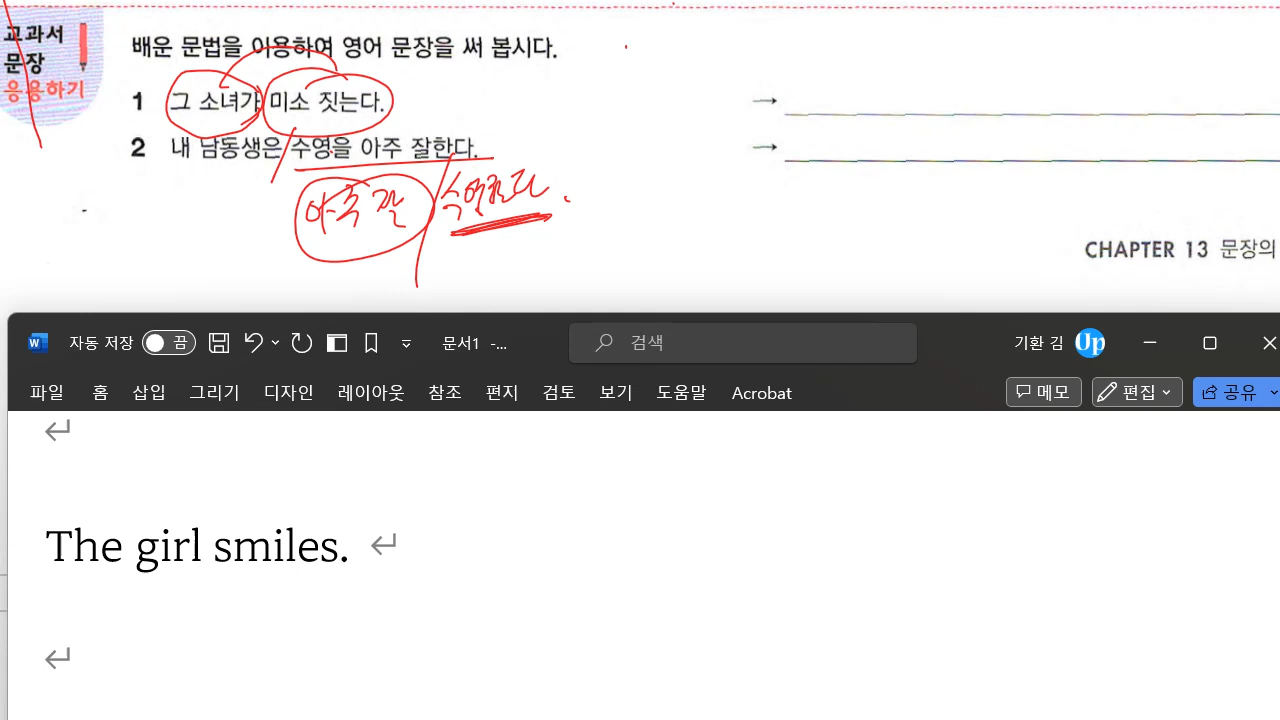 교과서
문장
응용하기
배운 문법을 이용하여 영어 문장을 써 봅시다.
1 그 소녀가 미소 짓는다. →
2 내 남동생은 수영을 아주 잘한다. →
아주 잘
CHAPTER 13 문장의
자동 저장 끔 문서1 -... 검색 기환 김 Up
파일 홈 삽입 그리기 디자인 레이아웃 참조 편지 검토 보기 도움말 Acrobat 메모 편집 공유
The girl smiles.